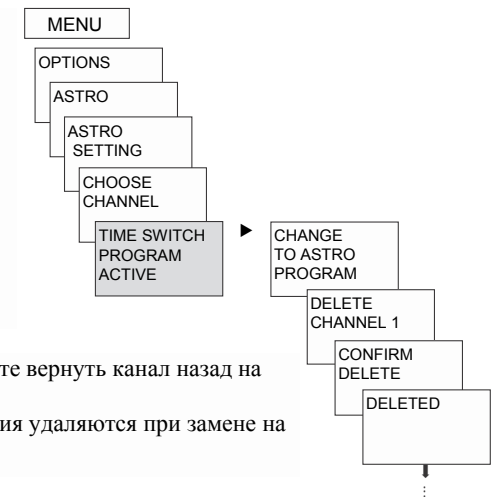 MENU
OPTIONS
ASTRO
ASTRO
SETTING
CHOOSE
CHANNEL
TIME SWITCH
PROGRAM
ACTIVE
CHANGE
TO ASTRO
PROGRAM
DELETE
CHANNEL 1
CONFIRM
DELETE
DELETED
те вернуть канал назад на
ия удаляются при замене на